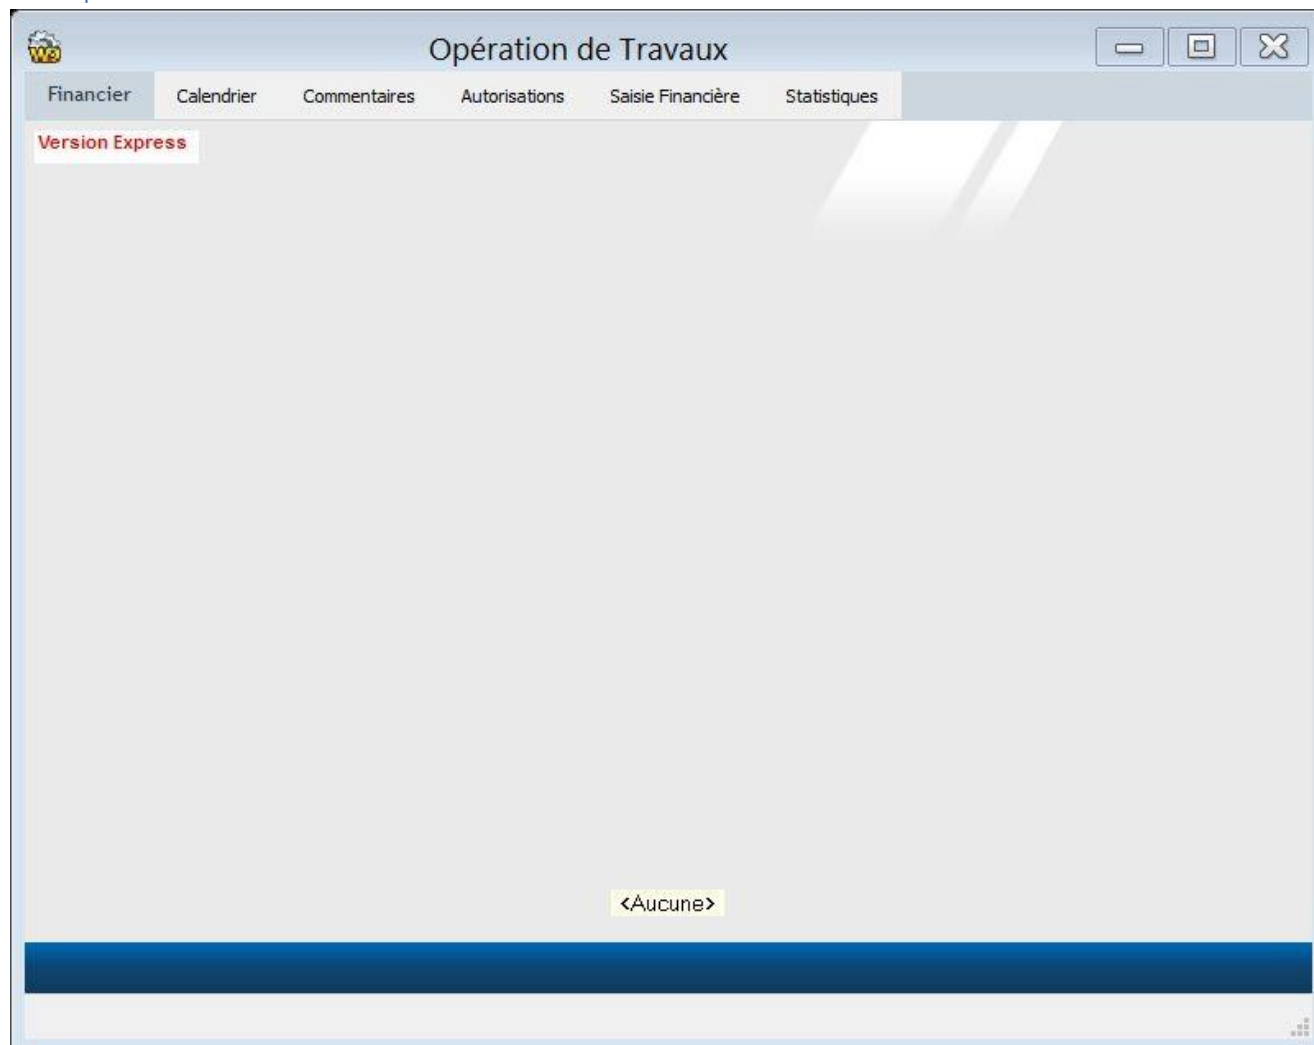 Opération de Travaux
Financier Calendrier Commentaires Autorisations Saisie Financière Statistiques
Version Express
<Aucune>